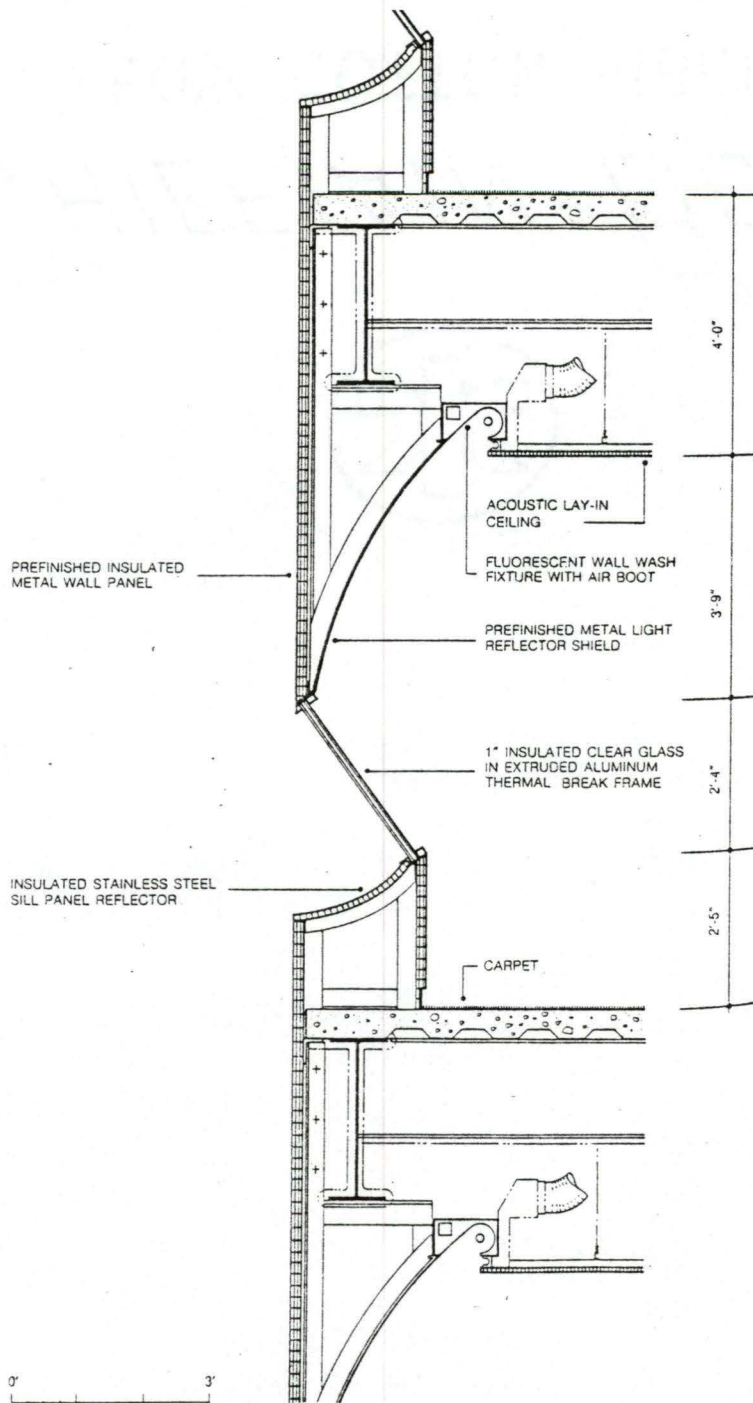 4'-0"
ACOUSTIC LAY-IN
CEILING
PREFINISHED INSULATED
METAL WALL PANEL
FLUORESCENT WALL WASH
FIXTURE WITH AIR BOOT
3'-9"
PREFINISHED METAL LIGHT
REFLECTOR SHIELD
1" INSULATED CLEAR GLASS
IN EXTRUDED ALUMINUM
THERMAL BREAK FRAME
2'-4"
INSULATED STAINLESS STEEL
SILL PANEL REFLECTOR
2'-5"
CARPET
0' 3'